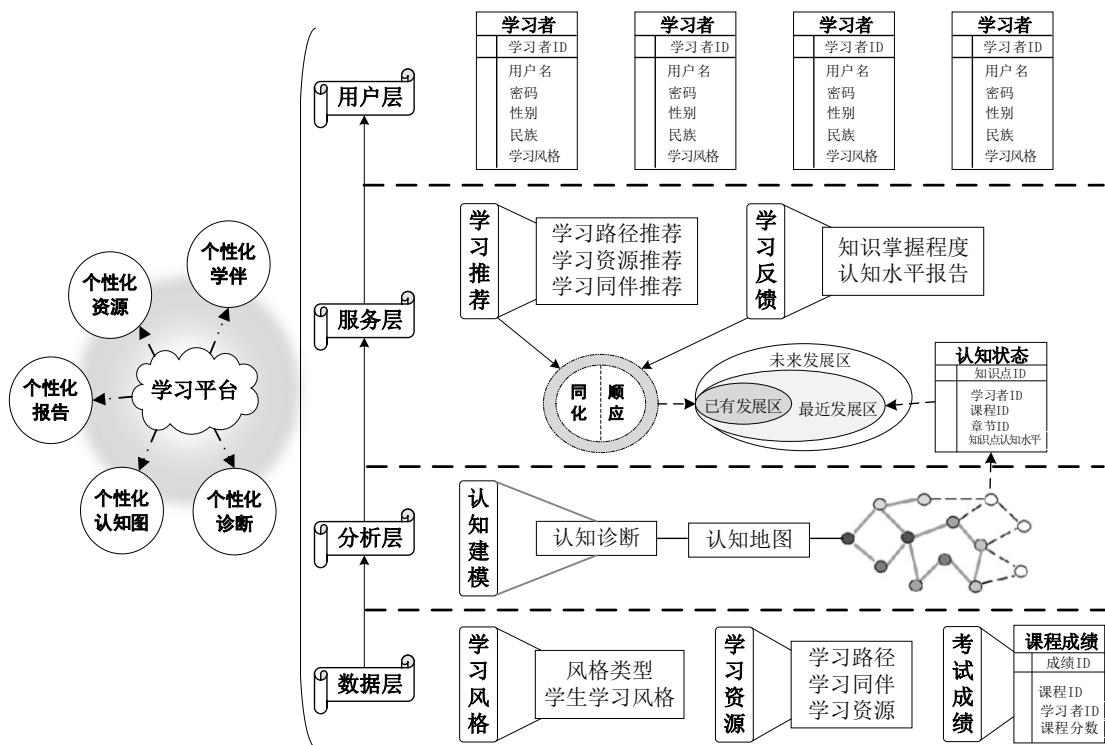 个性化
学伴
个性化
资源
学习平台
个性化
报告
个性化
认知图
个性化
诊断
用户层
学习者
学习者ID
用户名
密码
性别
民族
学习风格
学习者
学习者ID
用户名
密码
性别
民族
学习风格
学习者
学习者ID
用户名
密码
性别
民族
学习风格
学习者
学习者ID
用户名
密码
性别
民族
学习风格
服务层
学习推荐
学习路径推荐
学习资源推荐
学习同伴推荐
学习反馈
知识掌握程度
认知水平报告
同化
顺应
未来发展区
已有发展区
最近发展区
认知状态
知识点ID
学习者ID
课程ID
章节ID
知识点认知水平
分析层
认知建模
认知诊断
认知地图
数据层
学习风格
风格类型
学生学习风格
学习资源
学习路径
学习同伴
学习资源
考试成绩
课程成绩
成绩ID
课程ID
学习者ID
课程分数